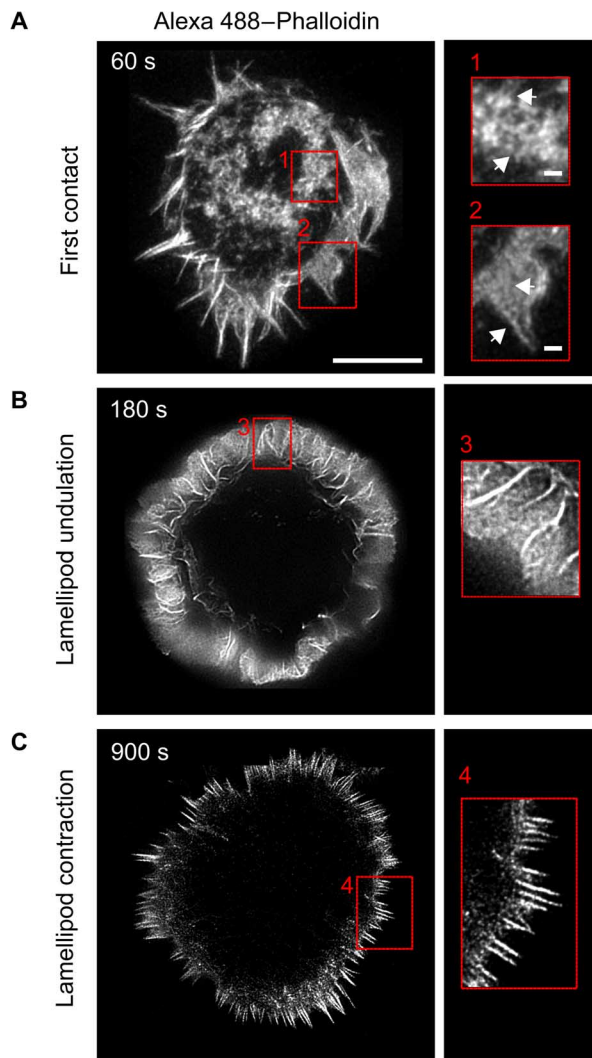 Alexa 488–Phalloidin
A
First contact
60 s
1
2
1
2
B
Lamellipod undulation
180 s
3
3
C
Lamellipod contraction
900 s
4
4